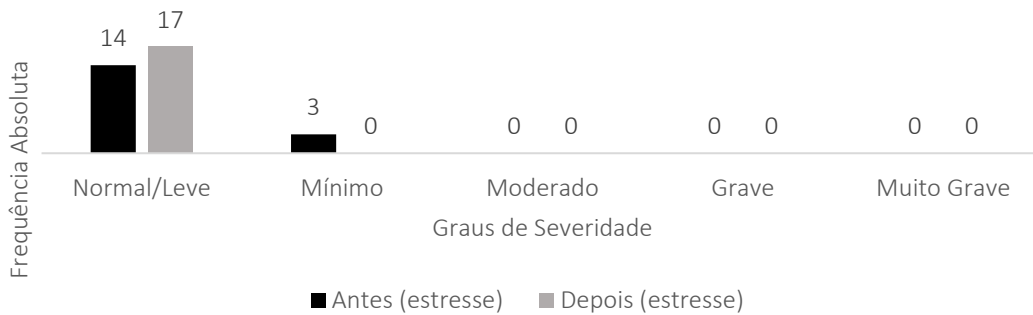 14 17
3 0
0 0
0 0
0 0
Frequência Absoluta
Normal/Leve Mínimo Moderado Grave Muito Grave
Graus de Severidade
Antes (estresse) Depois (estresse)